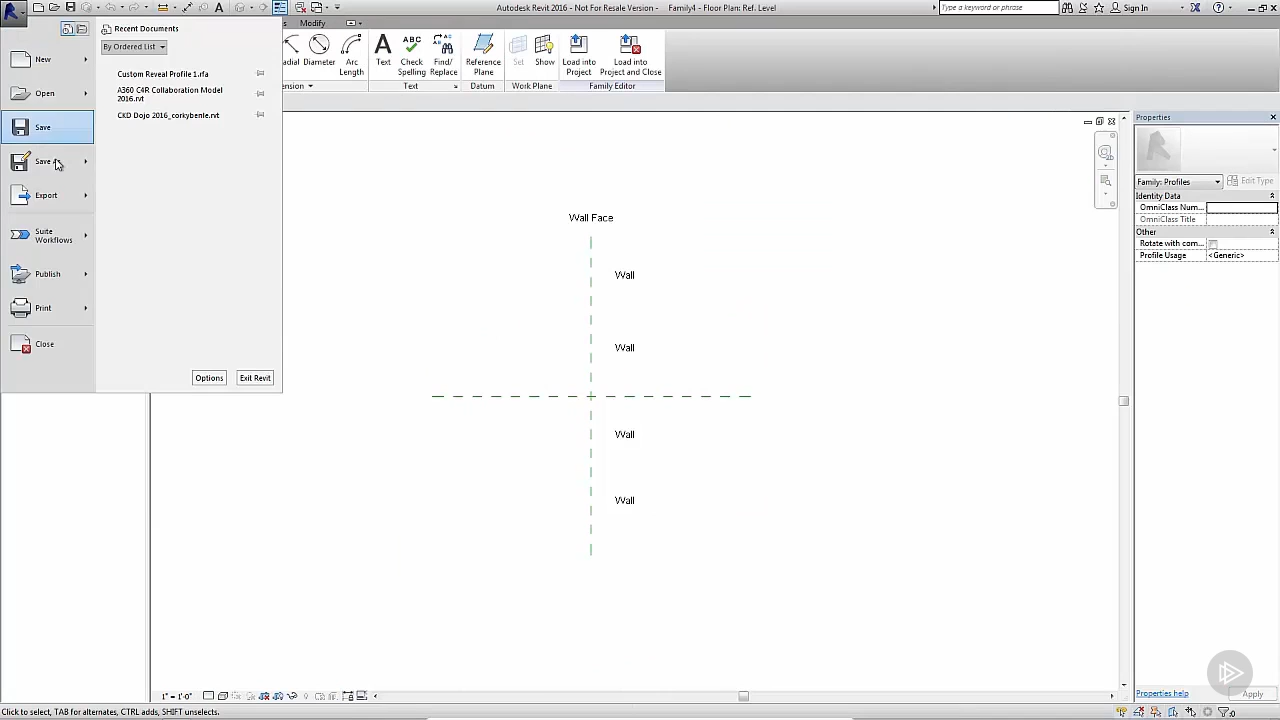 Autodesk Revit 2016 - Not For Resale Version - Family4 - Floor Plan: Ref. Level
Type a keyword or phrase
Sign In
Modify
Recent Documents
By Ordered List
Custom Reveal Profile 1.rfa
A360 C4R Collaboration Model
2016.rvt
CKD Dojo 2016_corkybenle.rvt
New
Open
Save
Export
Suite
Workflows
Publish
Print
Close
Options
Exit Revit
Diameter
Arc
Length
Text
Check
Spelling
Find/
Replace
Text
Reference
Plane
Datum
Set
Show
Work Plane
Load into
Project
Load into
Project and Close
Family Editor
Wall Face
Wall
Wall
Wall
Wall
Properties
Family: Profiles
Edit Type
Identity Data
OmniClass Num...
OmniClass Title
Other
Rotate with com...
Profile Usage
<Generic>
Properties help
Apply
1" = 1'-0"
Click to select, TAB for alternates, CTRL adds, SHIFT unselects.
:0